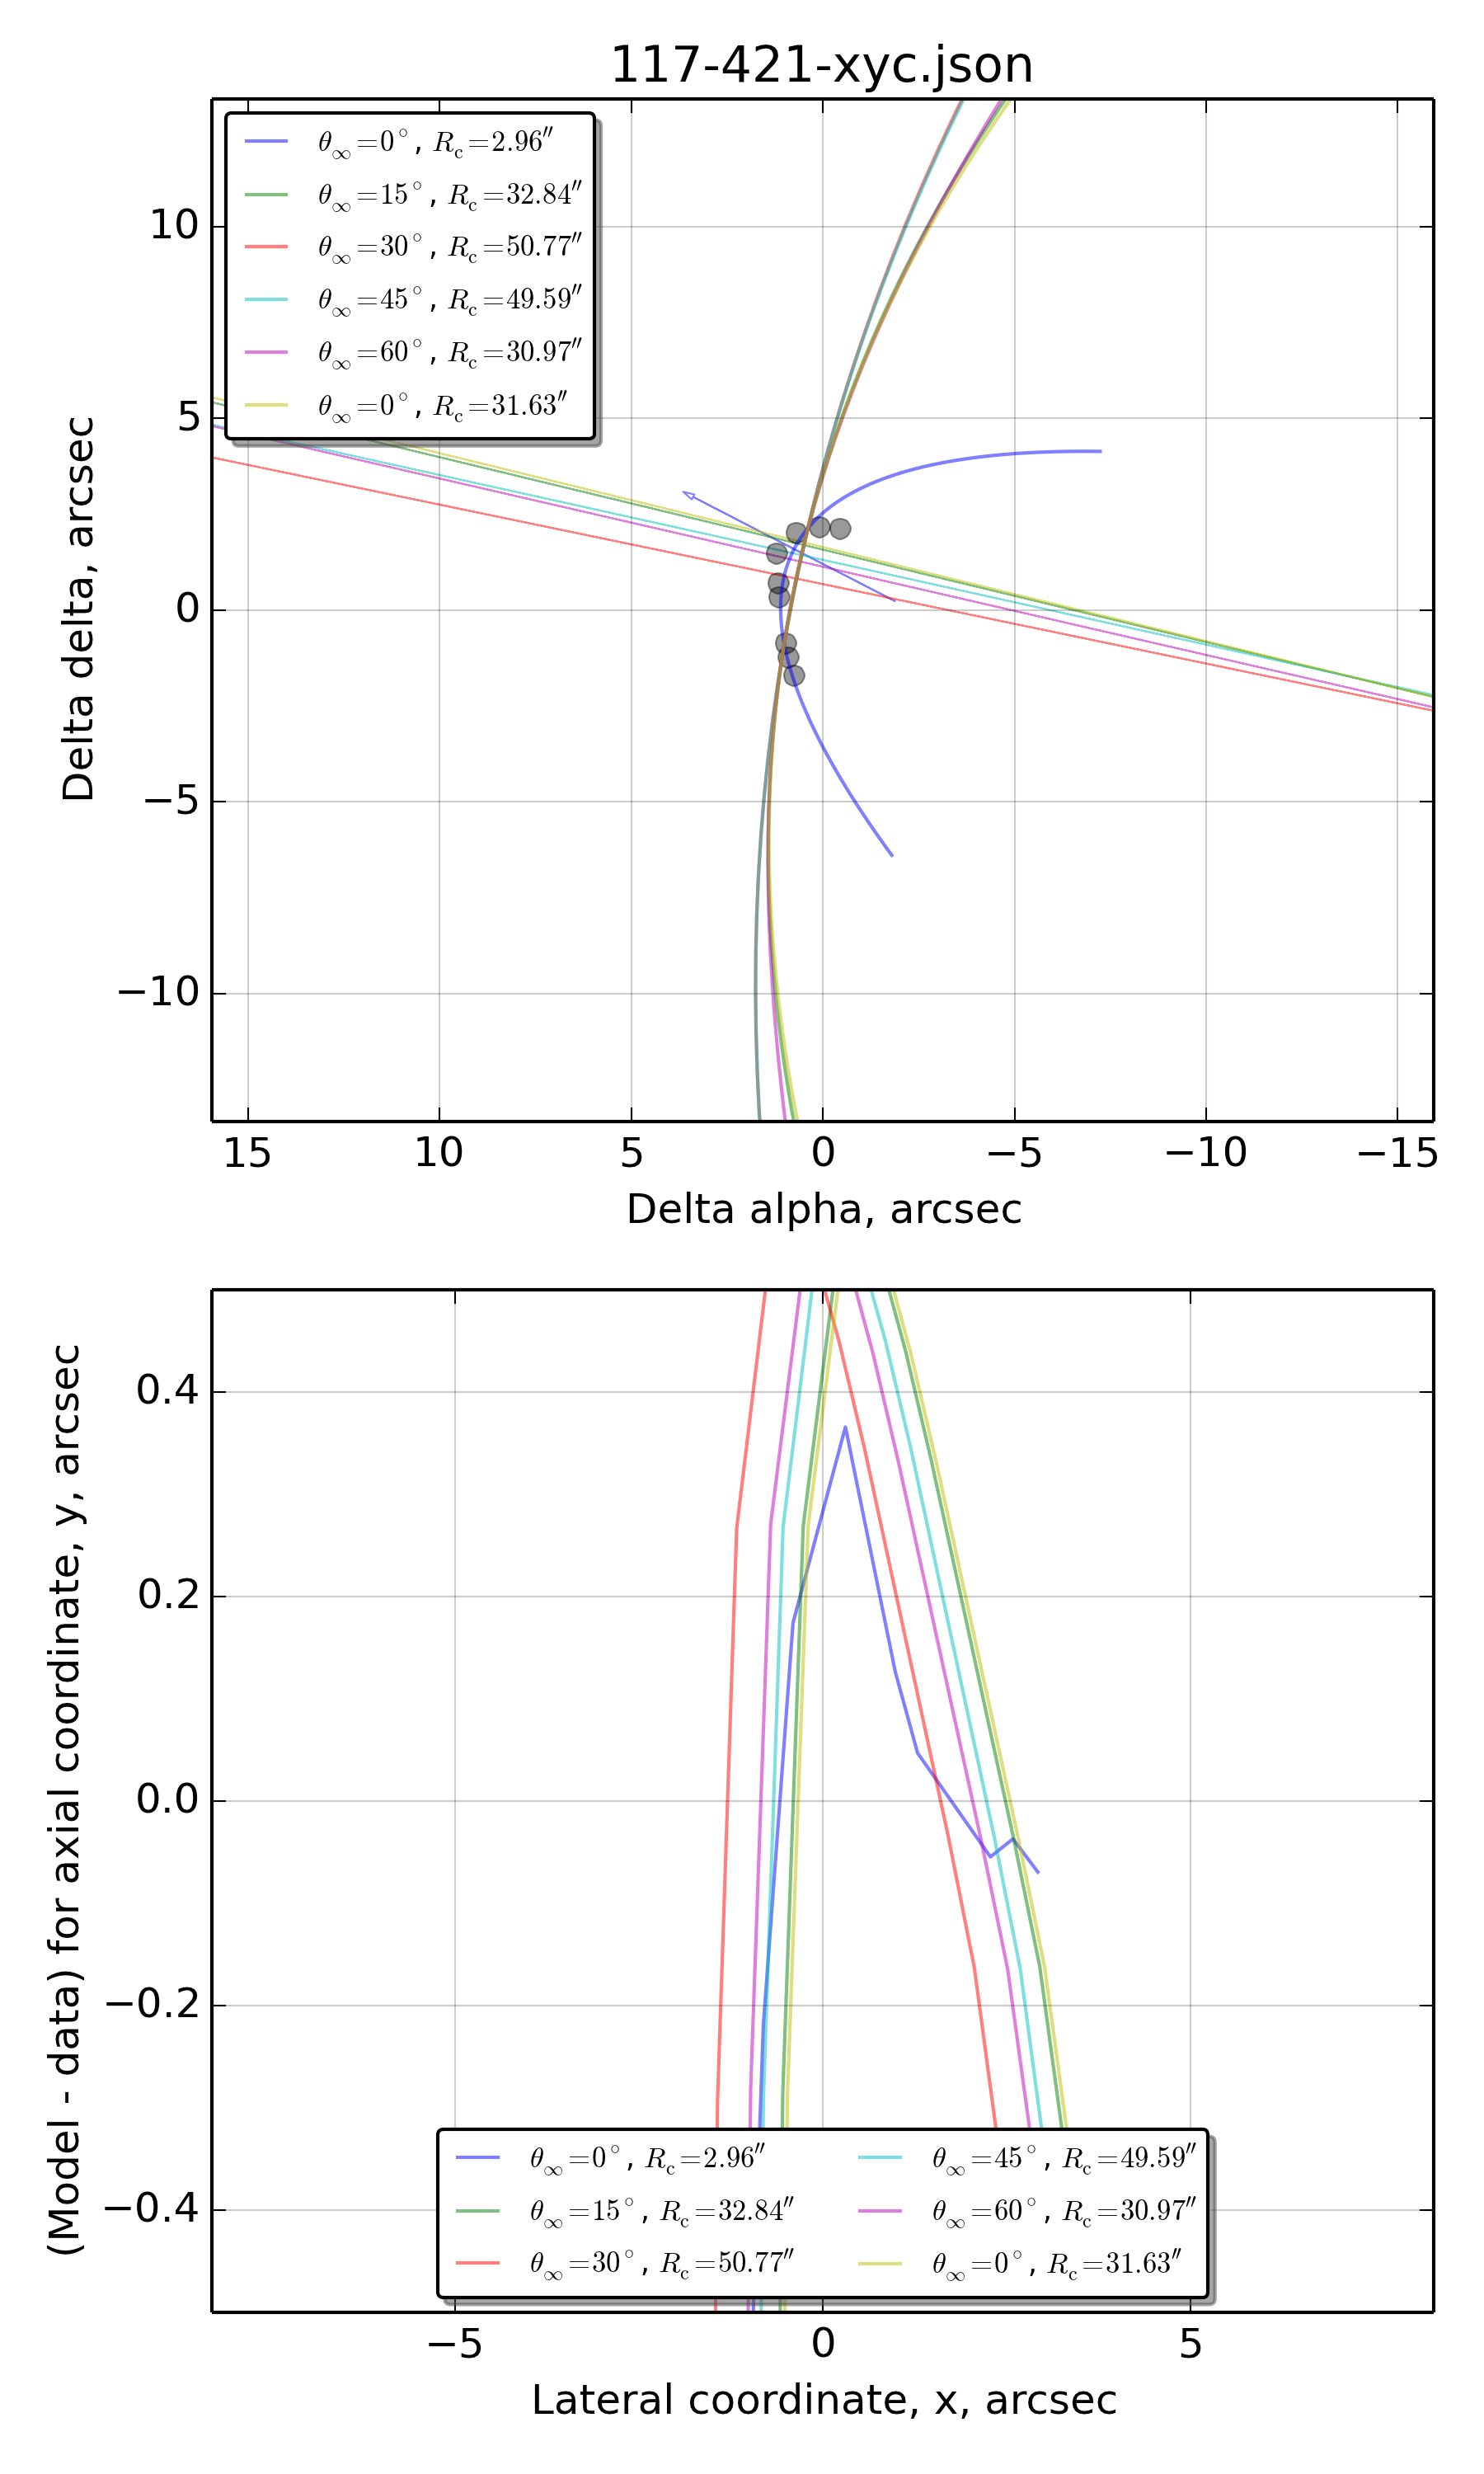 117-421-xyc.json
θ∞=0°, Rc=2.96″
θ∞=15°, Rc=32.84″
θ∞=30°, Rc=50.77″
θ∞=45°, Rc=49.59″
θ∞=60°, Rc=30.97″
θ∞=0°, Rc=31.63″
10
5
0
−5
−10
Delta delta, arcsec
15 10 5 0 −5 −10 −15
Delta alpha, arcsec
0.4
0.2
0.0
−0.2
−0.4
(Model - data) for axial coordinate, y, arcsec
θ∞=0°, Rc=2.96″ θ∞=45°, Rc=49.59″
θ∞=15°, Rc=32.84″ θ∞=60°, Rc=30.97″
θ∞=30°, Rc=50.77″ θ∞=0°, Rc=31.63″
−5 0 5
Lateral coordinate, x, arcsec